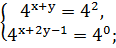 4^{x+y} = 4^2,
4^{x+2y-1} = 4^0;